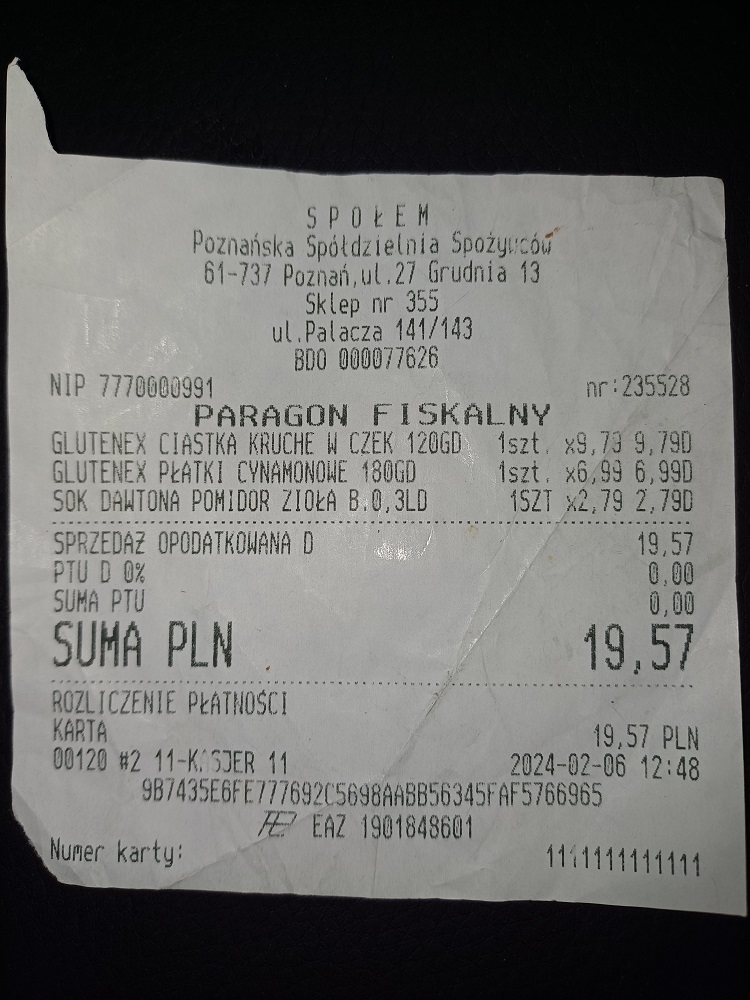 SPOŁEM
Poznańska Spółdzielnia Spożywców
61-737 Poznań,ul.27 Grudnia 13
Sklep nr 355
ul.Palacza 141/143
BDO 000077626
NIP 7770000991 nr:235528
PARAGON FISKALNY
GLUTENEX CIASTKA KRUCHE W CZEK 120GD 1szt. x9,79 9,79D
GLUTENEX PŁATKI CYNAMONOWE 180GD 1szt. x6,99 6,99D
SOK DAWTONA POMIDOR ZIOŁA B.0,3LD 1SZT x2,79 2,79D
SPRZEDAŻ OPODATKOWANA D 19,57
PTU D 0% 0,00
SUMA PTU 0,00
SUMA PLN 19,57
ROZLICZENIE PŁATNOŚCI
KARTA 19,57 PLN
00120 #2 11-KASJER 11 2024-02-06 12:48
9B7435E6FE777692C5698AABB56345FAF5766965
EAZ 1901848601
Numer karty: 1111111111111